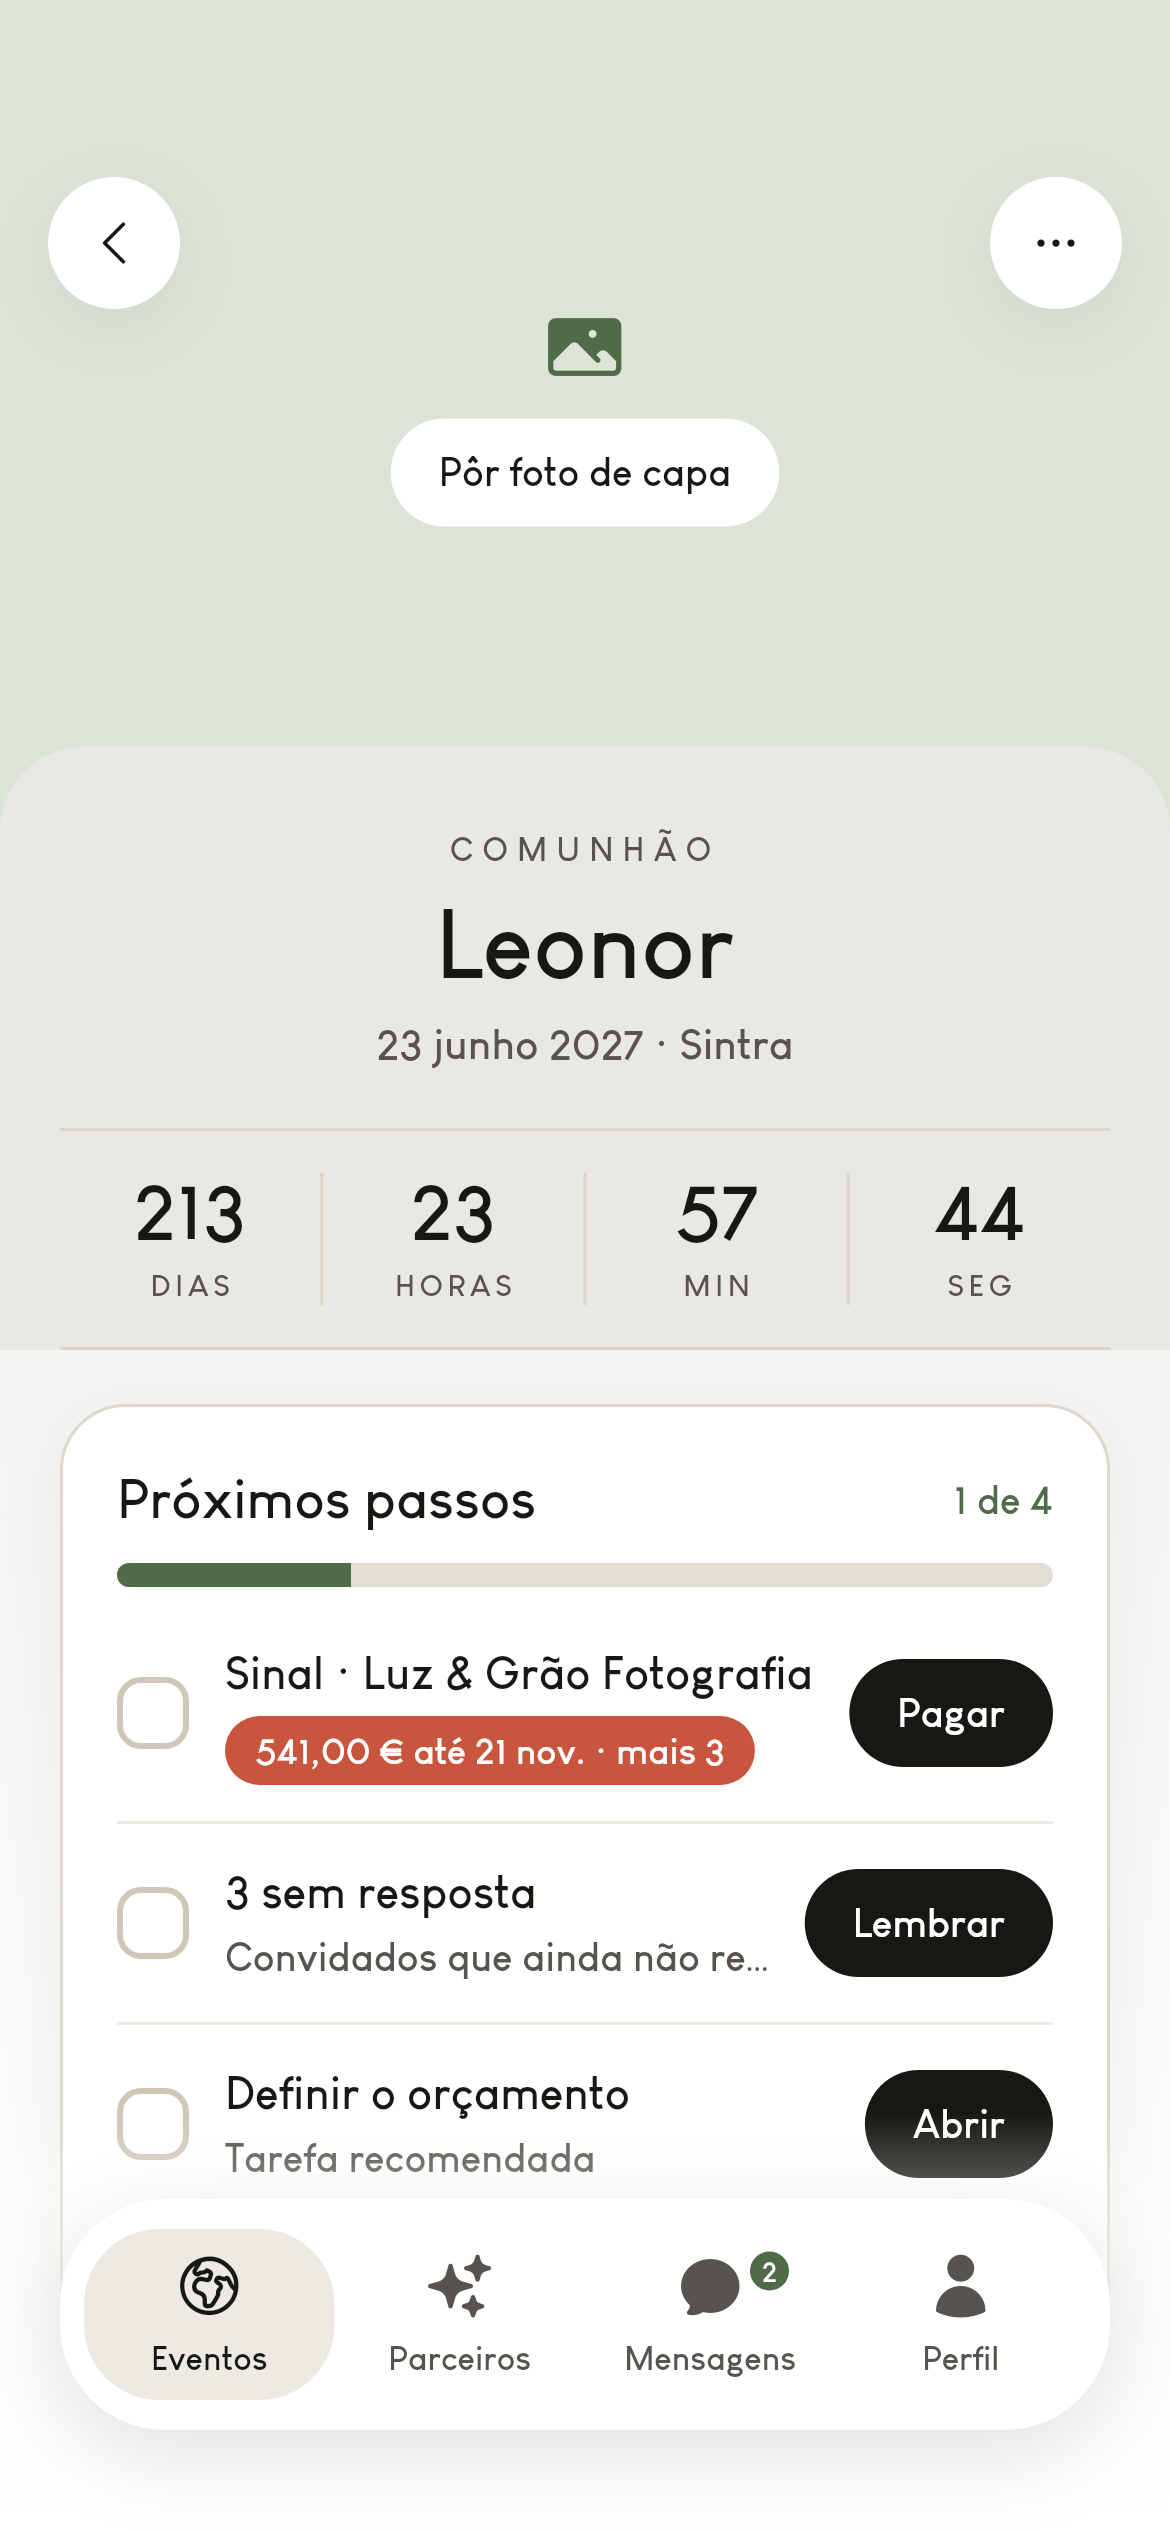 Pôr foto de capa
COMUNHÃO
Leonor
23 junho 2027 · Sintra
213 23 57 44
DIAS HORAS MIN SEG
Próximos passos 1 de 4
Sinal · Luz & Grão Fotografia
541,00 € até 21 nov. · mais 3
Pagar
3 sem resposta
Convidados que ainda não re...
Lembrar
Definir o orçamento
Tarefa recomendada
Abrir
2
Eventos Parceiros Mensagens Perfil